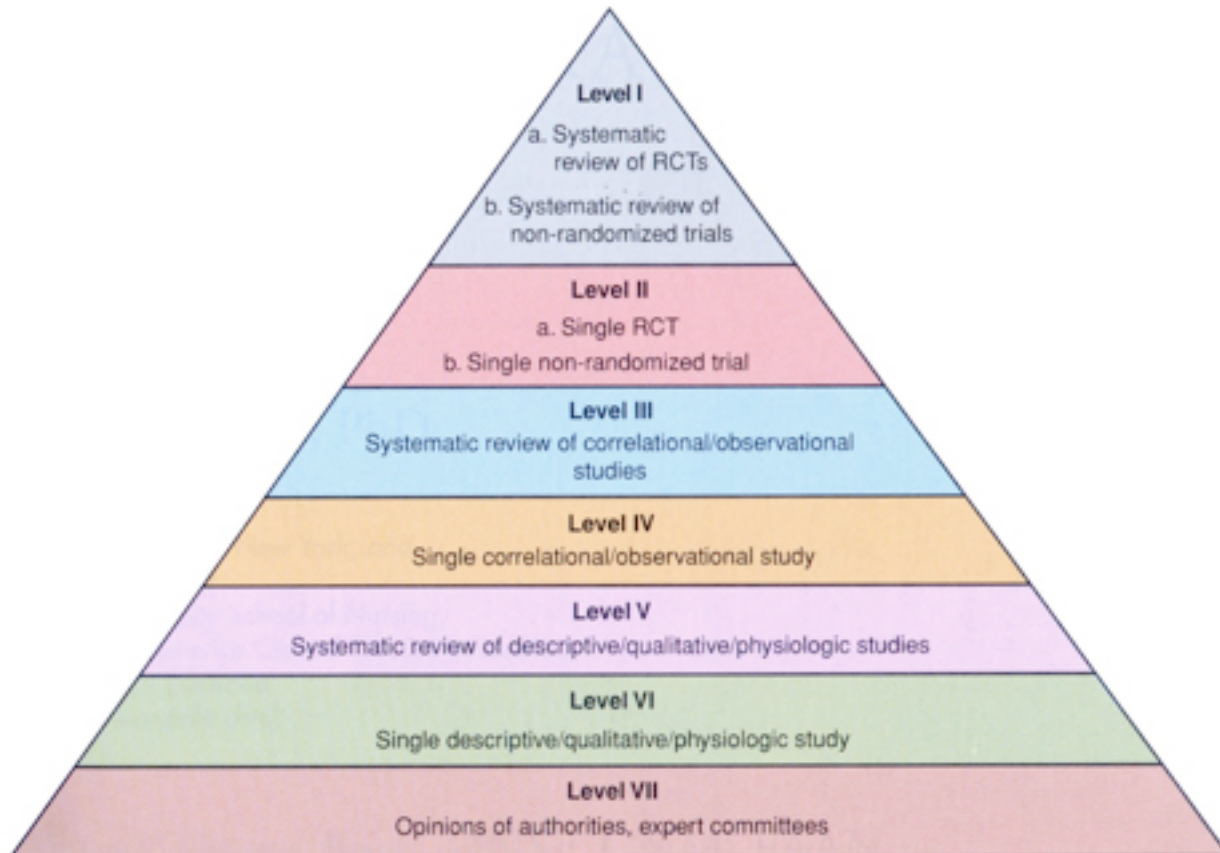 Level I
a. Systematic
review of RCTs
b. Systematic review of
non-randomized trials
Level II
a. Single RCT
b. Single non-randomized trial
Level III
Systematic review of correlational/observational
studies
Level IV
Single correlational/observational study
Level V
Systematic review of descriptive/qualitative/physiologic studies
Level VI
Single descriptive/qualitative/physiologic study
Level VII
Opinions of authorities, expert committees